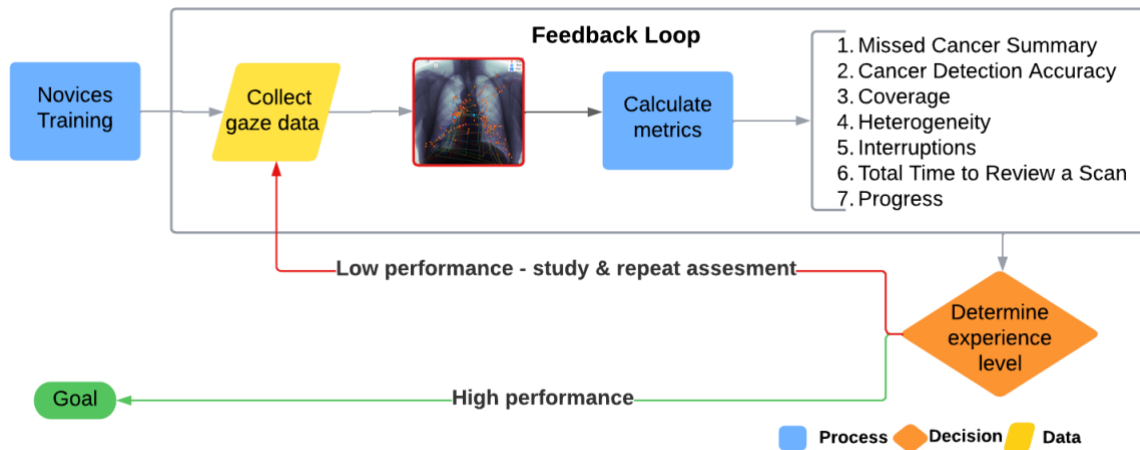 Feedback Loop
Novices
Training
Collect
gaze data
Calculate
metrics
1. Missed Cancer Summary
2. Cancer Detection Accuracy
3. Coverage
4. Heterogeneity
5. Interruptions
6. Total Time to Review a Scan
7. Progress
Low performance - study & repeat assesment
Determine
experience
level
High performance
Goal
Process
Decision
Data